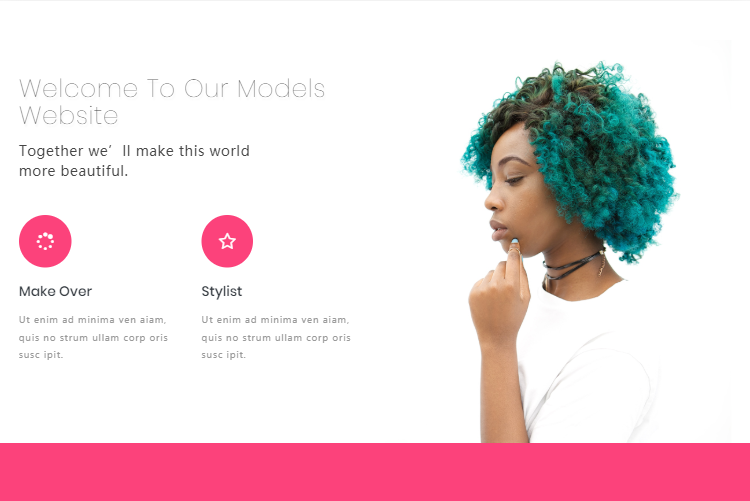 Welcome To Our Models
Website
Together we’ ll make this world
more beautiful.
Make Over
Stylist
Ut enim ad minima ven aiam,
quis no strum ullam corp oris
susc ipit.
Ut enim ad minima ven aiam,
quis no strum ullam corp oris
susc ipit.